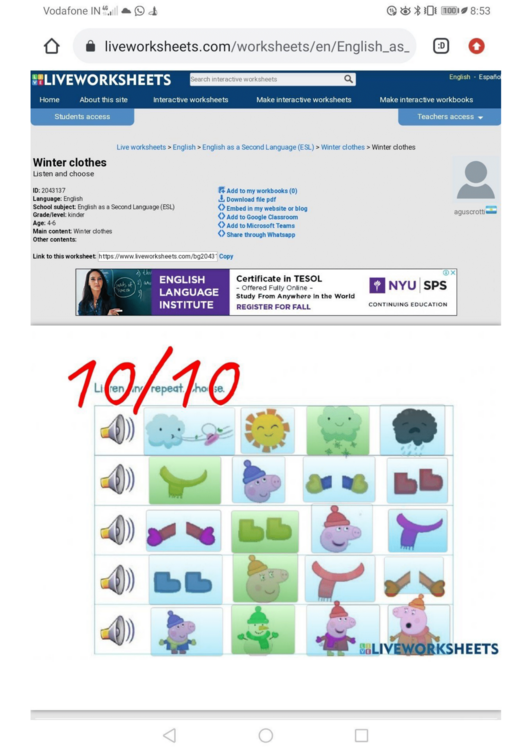 Vodafone IN 8:53
liveworksheets.com/worksheets/en/English_as_ :D
LIVEWORKSHEETS Search interactive worksheets English - Español
Home About this site Interactive worksheets Make interactive worksheets Make interactive workbooks
Students access Teachers access
Live worksheets > English > English as a Second Language (ESL) > Winter clothes > Winter clothes
Winter clothes
Listen and choose
ID: 2043137
Language: English
School subject: English as a Second Language (ESL)
Grade/level: kinder
Age: 4-6
Main content: Winter clothes
Other contents:
Add to my workbooks (0)
Download file pdf
Embed in my website or blog
Add to Google Classroom
Add to Microsoft Teams
Share through Whatsapp
aguscrotti
Link to this worksheet: https://www.liveworksheets.com/bg2043 Copy
ENGLISH
LANGUAGE
INSTITUTE
Certificate in TESOL
- Offered Fully Online -
Study From Anywhere in the World
REGISTER FOR FALL
NYU SPS
CONTINUING EDUCATION
10/10
Listen and repeat. Choose.
LIVEWORKSHEETS